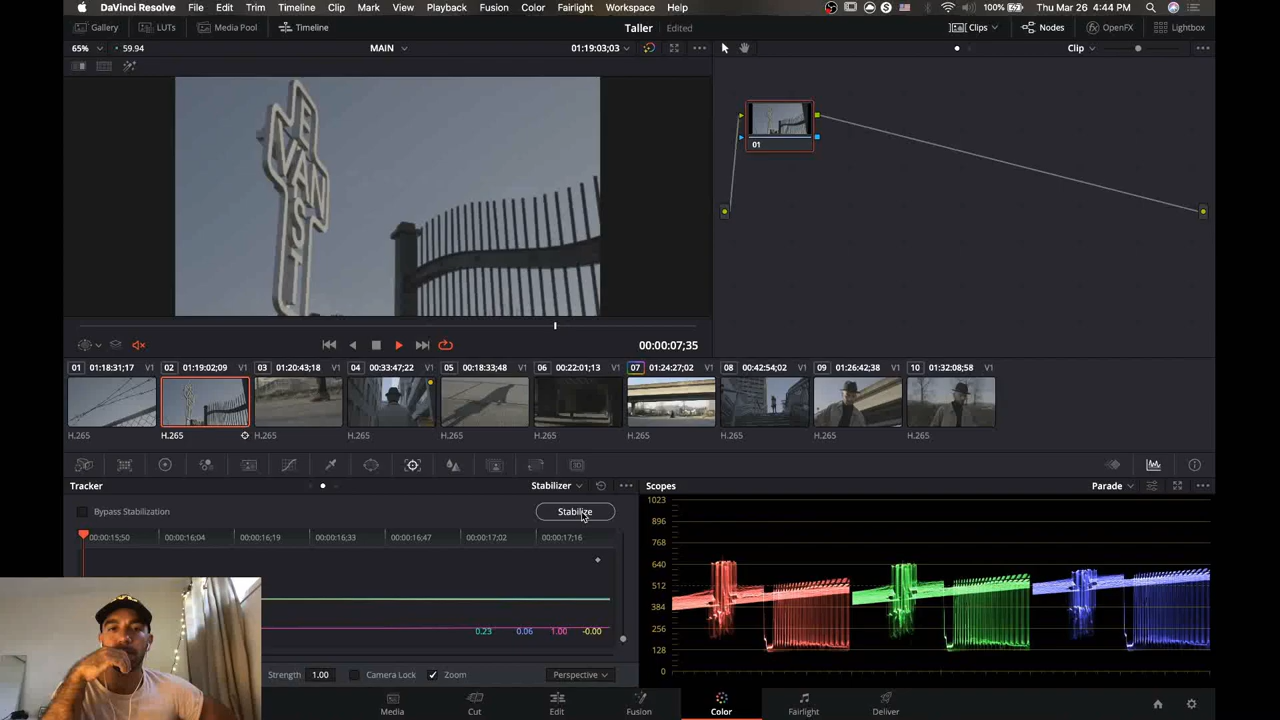 DaVinci Resolve File Edit Trim Timeline Clip Mark View Playback Fusion Color Fairlight Workspace Help 100% Thu Mar 26 4:44 PM
Gallery LUTs Media Pool Timeline Taller Edited Clips Nodes OpenFX Lightbox
65% 59.94 MAIN 01:19:03:03 Clip
EVANST
01
00:00:07,35
01 01:18:31;17 V1 02 01:19:02;09 V1 03 01:20:43;18 V1 04 00:33:47;22 V1 05 00:18:33;48 V1 06 00:22:01;13 V1 07 01:24:27;02 V1 08 00:42:54;02 V1 09 01:26:42;38 V1 10 01:32:08;58 V1
H.265 H.265 H.265 H.265 H.265 H.265 H.265 H.265 H.265 H.265
Tracker Stabilizer Scopes Parade
Bypass Stabilization Stabilize
00:00:15;50 00:00:16;04 00:00:16;19 00:00:16;33 00:00:16;47 00:00:17;02 00:00:17;16
0.23 0.06 1.00 -0.00
Strength 1.00 Camera Lock Zoom Perspective
1023
896
768
640
512
384
256
128
0
Media Cut Edit Fusion Color Fairlight Deliver